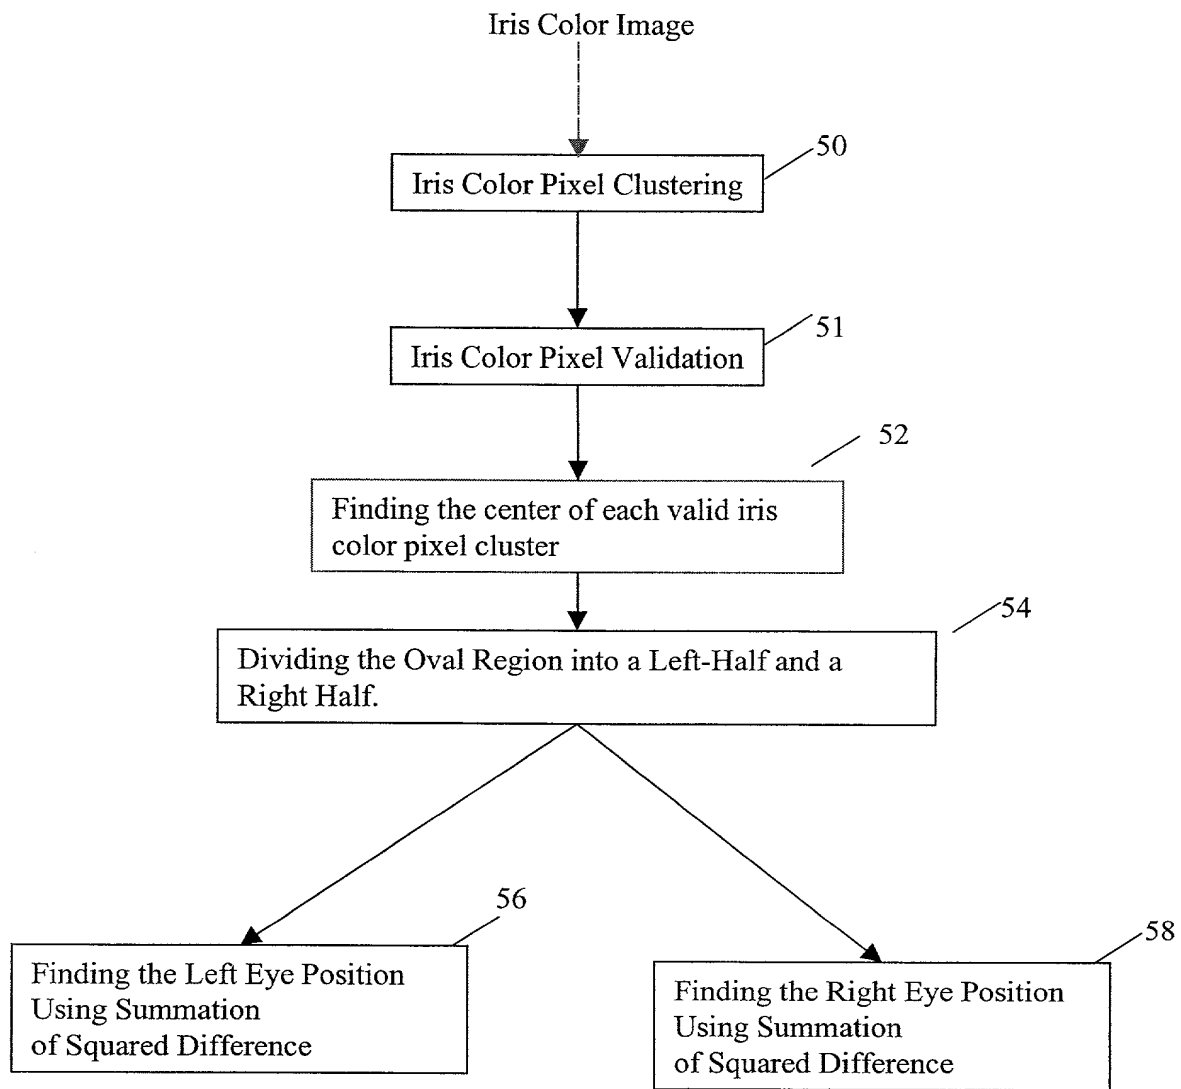 Iris Color Image
50
Iris Color Pixel Clustering
51
Iris Color Pixel Validation
52
Finding the center of each valid iris
color pixel cluster
54
Dividing the Oval Region into a Left-Half and a
Right Half.
56
Finding the Left Eye Position
Using Summation
of Squared Difference
58
Finding the Right Eye Position
Using Summation
of Squared Difference